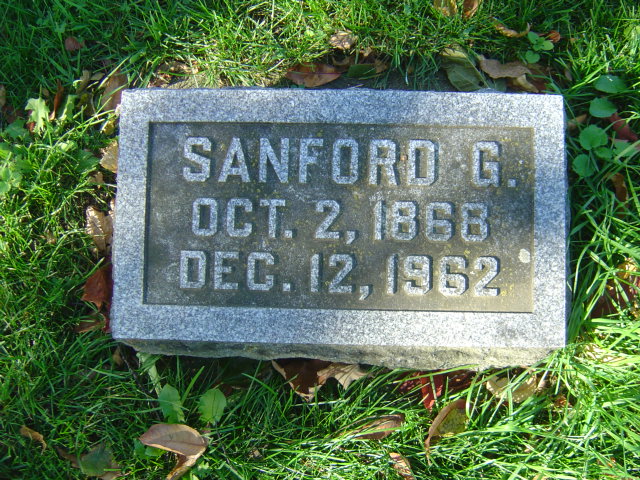 SANFORD G.
OCT. 2, 1868
DEC. 12, 1962